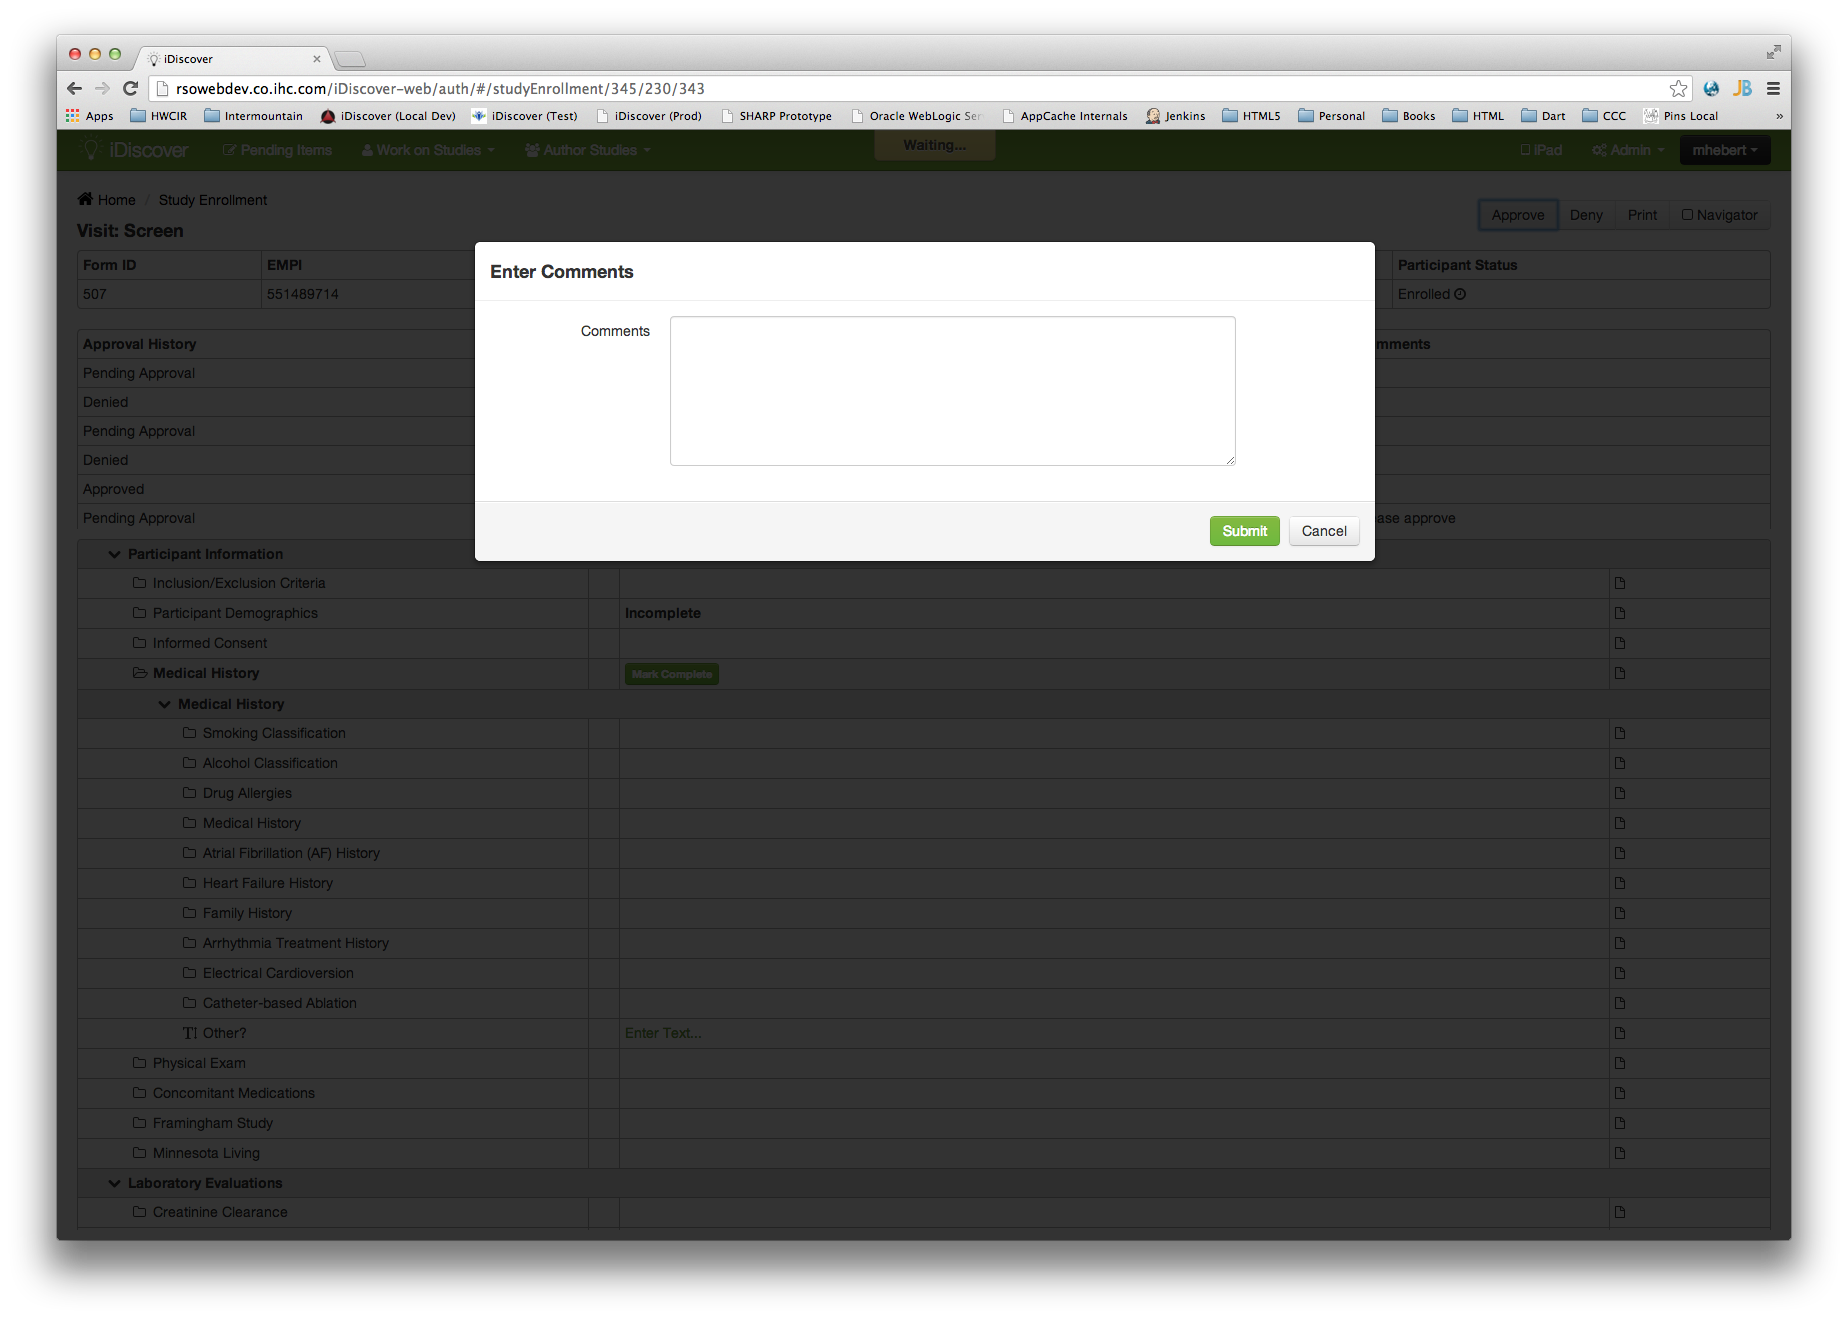 iDiscover
rsowebdev.co.ihc.com/iDiscover-web/auth/#/studyEnrollment/345/230/343
JB
Apps HWCIR Intermountain iDiscover (Local Dev) iDiscover (Test) iDiscover (Prod) SHARP Prototype Oracle WebLogic Ser AppCache Internals Jenkins HTML5 Personal Books HTML Dart CCC Pins Local »
iDiscover Pending Items Work on Studies Author Studies Waiting... iPad Admin mhebert
Home / Study Enrollment
Approve Deny Print Navigator
Visit: Screen
Form ID EMPI Participant Status
507 551489714 Enrolled
Enter Comments
Comments
Submit Cancel
Approval History mments
Pending Approval
Denied
Pending Approval
Denied
Approved
Pending Approval ase approve
Participant Information
Inclusion/Exclusion Criteria
Participant Demographics Incomplete
Informed Consent
Medical History Mark Complete
Medical History
Smoking Classification
Alcohol Classification
Drug Allergies
Medical History
Atrial Fibrillation (AF) History
Heart Failure History
Family History
Arrhythmia Treatment History
Electrical Cardioversion
Catheter-based Ablation
TI Other? Enter Text...
Physical Exam
Concomitant Medications
Framingham Study
Minnesota Living
Laboratory Evaluations
Creatinine Clearance